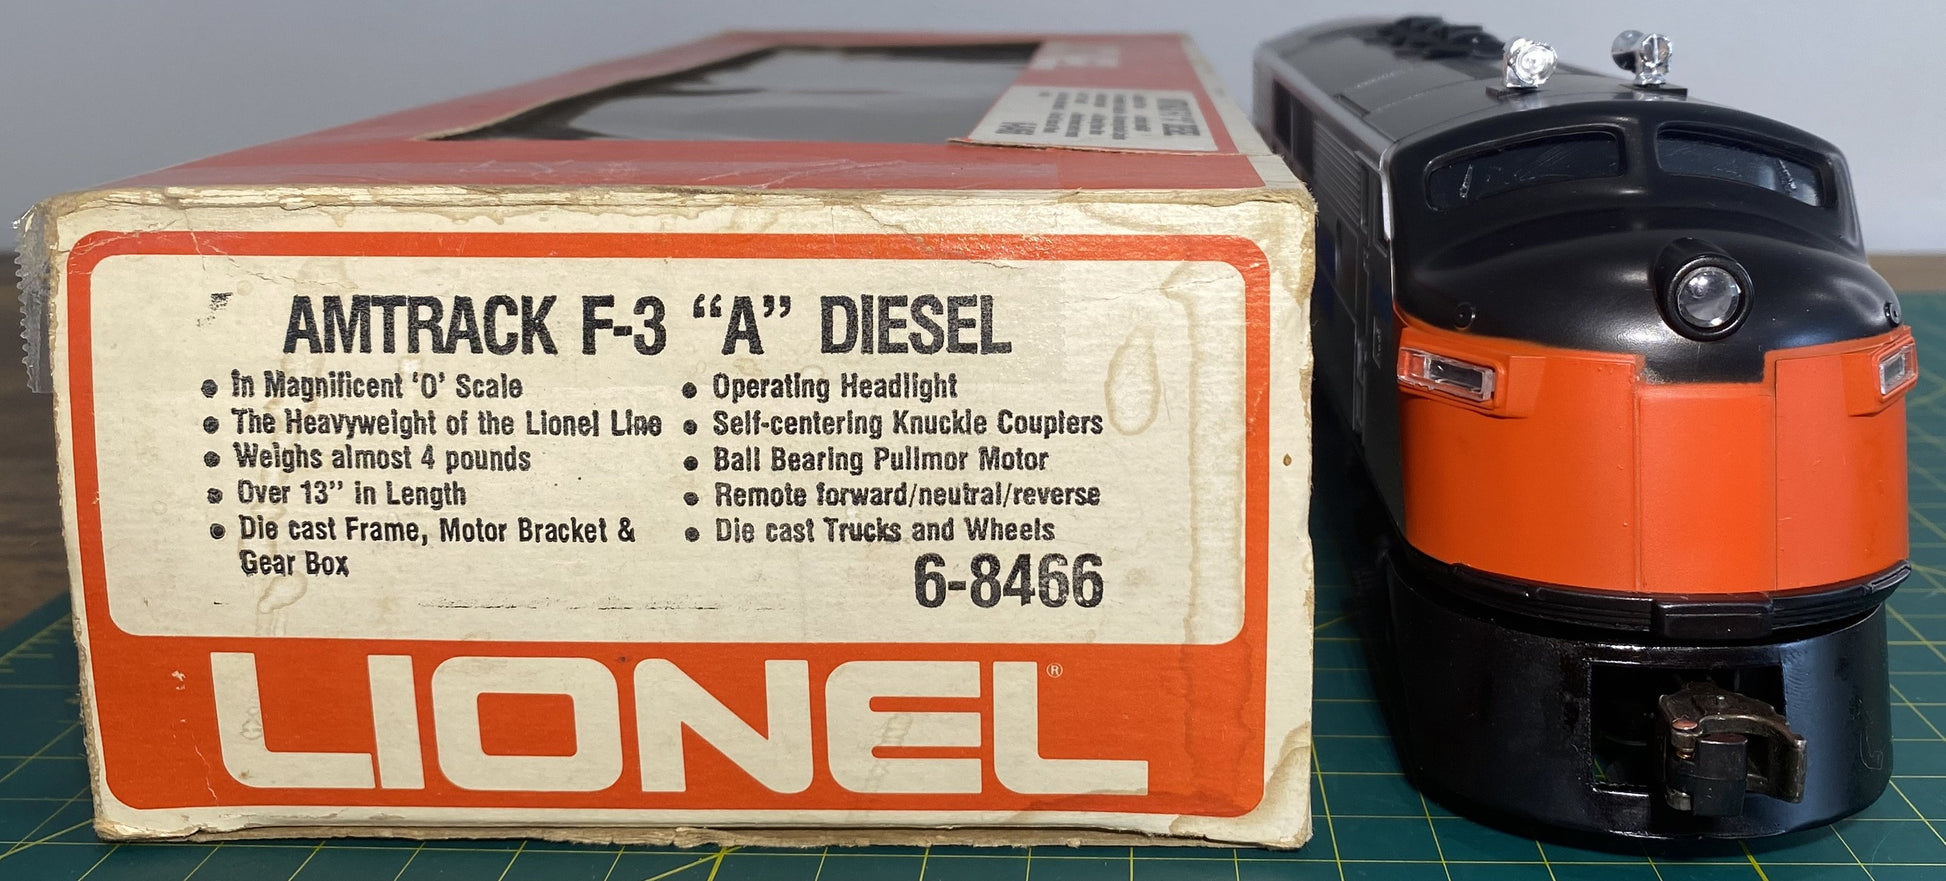 AMTRACK F-3 “A” DIESEL
• In Magnificent ‘O’ Scale
• The Heavyweight of the Lionel Line
• Weighs almost 4 pounds
• Over 13” in Length
• Die cast Frame, Motor Bracket &
Gear Box
• Operating Headlight
• Self-centering Knuckle Couplers
• Ball Bearing Pullmor Motor
• Remote forward/neutral/reverse
• Die cast Trucks and Wheels
6-8466
LIONEL®